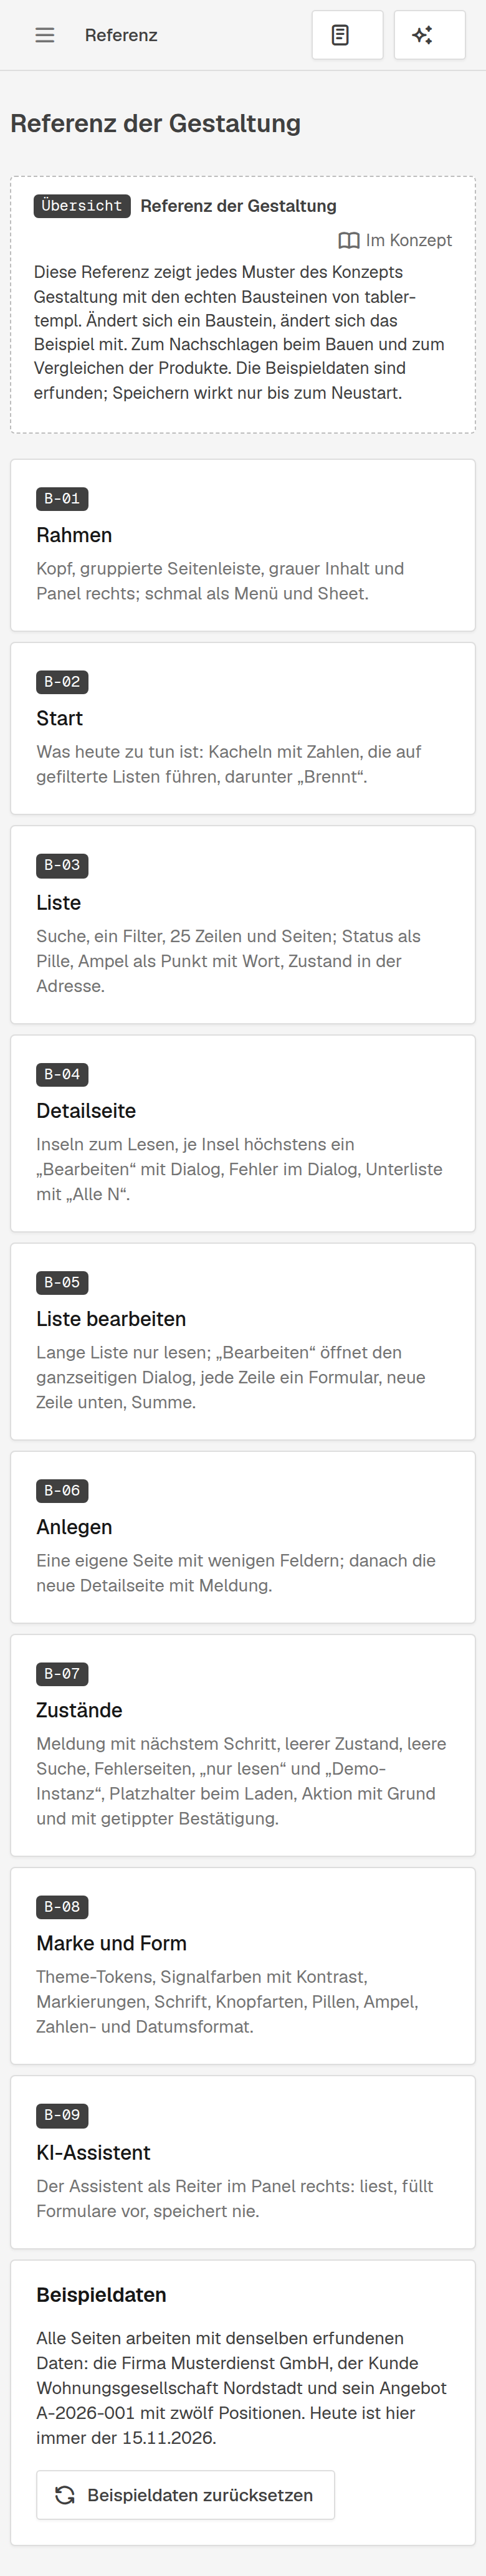 Referenz
Referenz der Gestaltung
Übersicht Referenz der Gestaltung
Im Konzept
Diese Referenz zeigt jedes Muster des Konzepts
Gestaltung mit den echten Bausteinen von tabler-
templ. Ändert sich ein Baustein, ändert sich das
Beispiel mit. Zum Nachschlagen beim Bauen und zum
Vergleichen der Produkte. Die Beispieldaten sind
erfunden; Speichern wirkt nur bis zum Neustart.
B-01
Rahmen
Kopf, gruppierte Seitenleiste, grauer Inhalt und
Panel rechts; schmal als Menü und Sheet.
B-02
Start
Was heute zu tun ist: Kacheln mit Zahlen, die auf
gefilterte Listen führen, darunter „Brennt“.
B-03
Liste
Suche, ein Filter, 25 Zeilen und Seiten; Status als
Pille, Ampel als Punkt mit Wort, Zustand in der
Adresse.
B-04
Detailseite
Inseln zum Lesen, je Insel höchstens ein
„Bearbeiten“ mit Dialog, Fehler im Dialog, Unterliste
mit „Alle N“.
B-05
Liste bearbeiten
Lange Liste nur lesen; „Bearbeiten“ öffnet den
ganzseitigen Dialog, jede Zeile ein Formular, neue
Zeile unten, Summe.
B-06
Anlegen
Eine eigene Seite mit wenigen Feldern; danach die
neue Detailseite mit Meldung.
B-07
Zustände
Meldung mit nächstem Schritt, leerer Zustand, leere
Suche, Fehlerseiten, „nur lesen“ und „Demo-
Instanz“, Platzhalter beim Laden, Aktion mit Grund
und mit getippter Bestätigung.
B-08
Marke und Form
Theme-Tokens, Signalfarben mit Kontrast,
Markierungen, Schrift, Knopfarten, Pillen, Ampel,
Zahlen- und Datumsformat.
B-09
KI-Assistent
Der Assistent als Reiter im Panel rechts: liest, füllt
Formulare vor, speichert nie.
Beispieldaten
Alle Seiten arbeiten mit denselben erfundenen
Daten: die Firma Musterdienst GmbH, der Kunde
Wohnungsgesellschaft Nordstadt und sein Angebot
A-2026-001 mit zwölf Positionen. Heute ist hier
immer der 15.11.2026.
Beispieldaten zurücksetzen